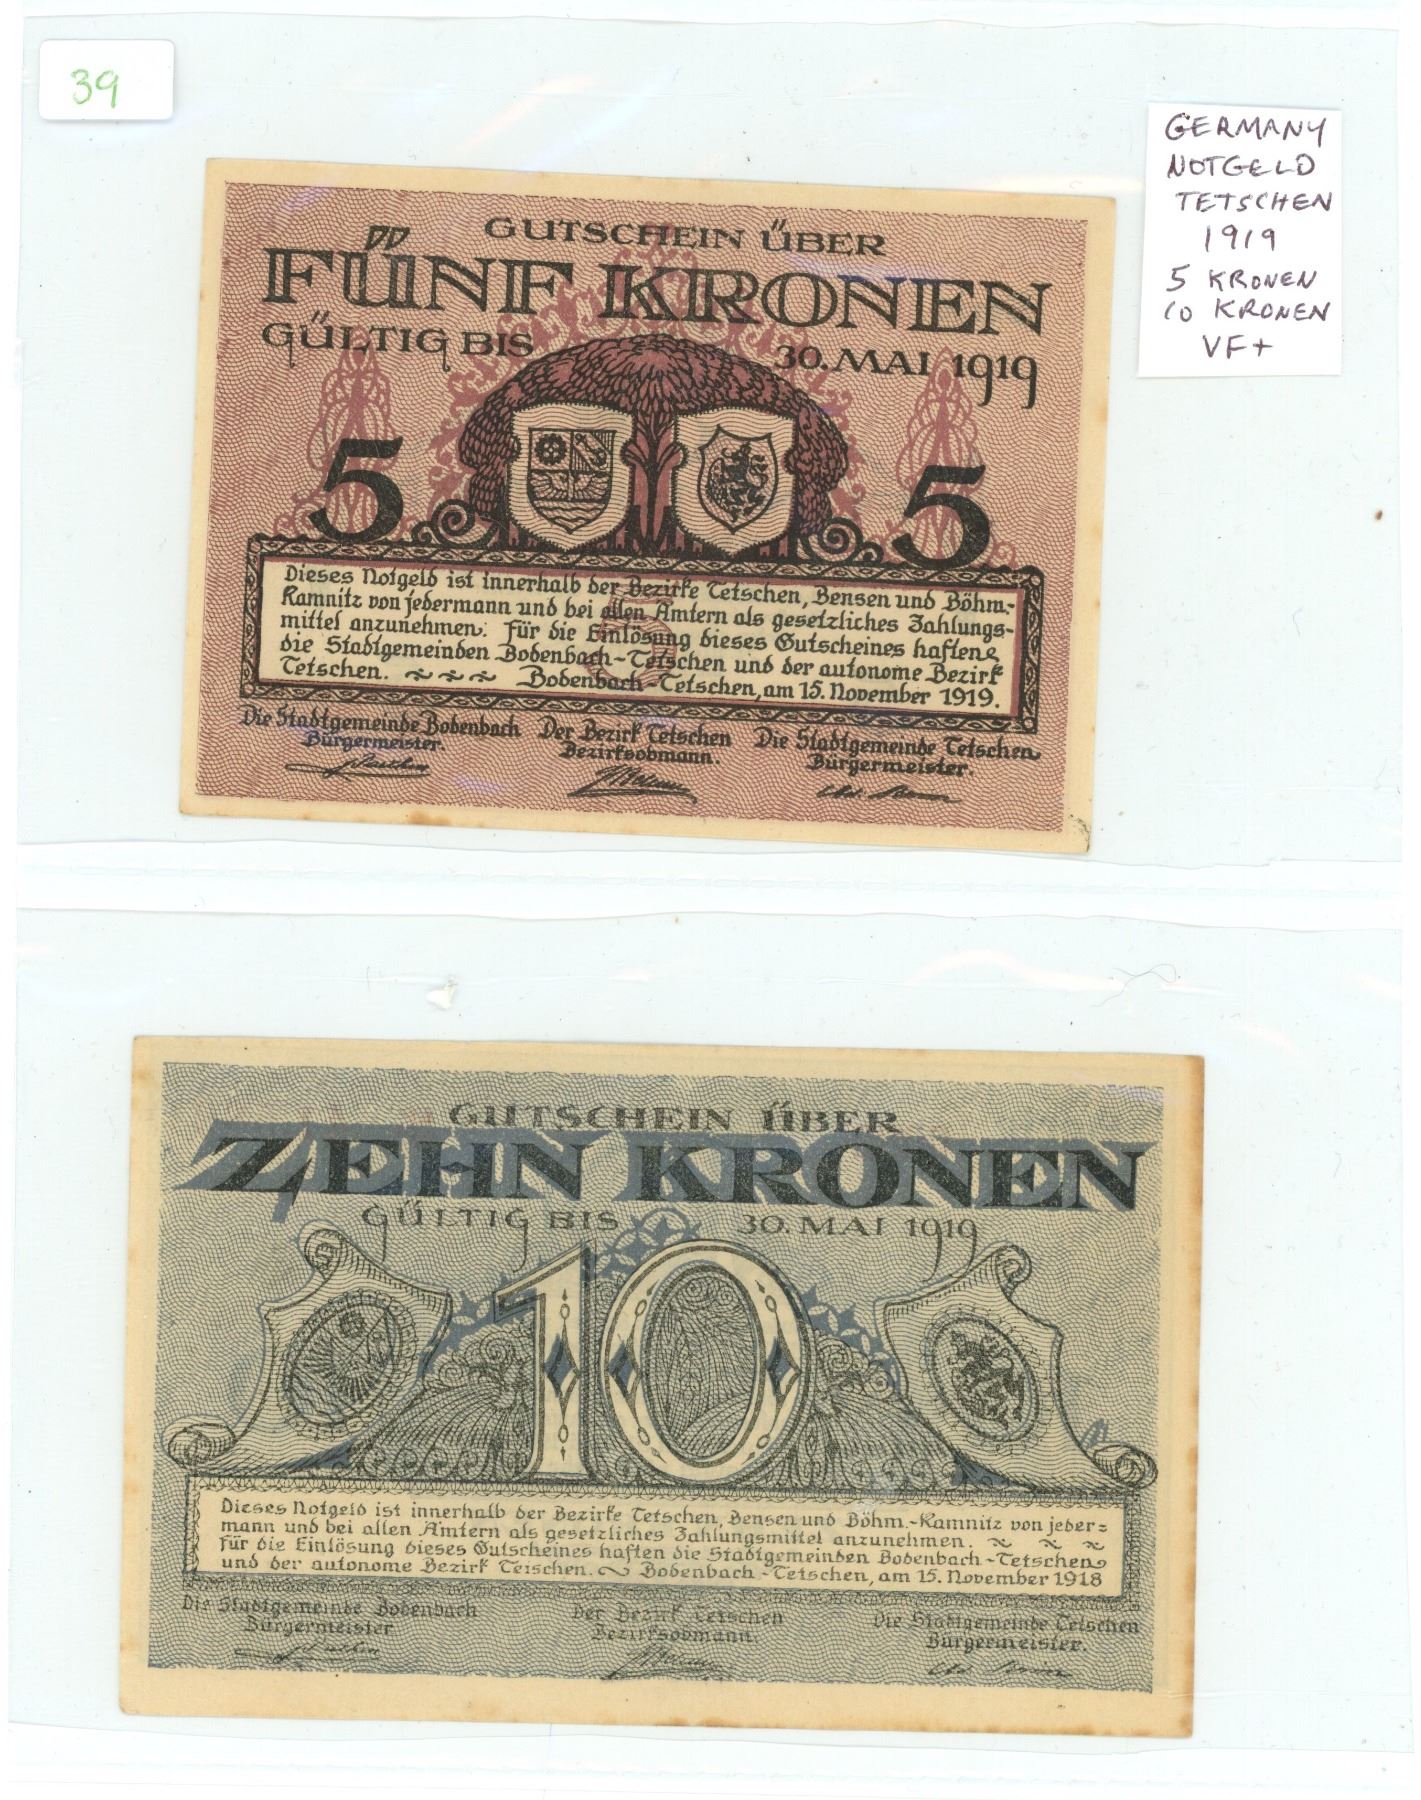 39
GERMANY
NOTGELD
TETSCHEN
1919
5 KRONEN
10 KRONEN
VF+
GUTSCHEIN ÜBER
FÜNF KRONEN
GÜLTIG BIS 30. MAI 1919
5 5
Dieses Notgeld ist innerhalb der Bezirke Tetschen, Bensen und Böhm.-
Kamnitz von jedermann und bei allen Ämtern als gesetzliches Zahlungs-
mittel anzunehmen. Für die Einlösung dieses Gutscheines haften
die Stadtgemeinden Bodenbach-Tetschen und der autonome Bezirk
Tetschen. Bodenbach-Tetschen, am 15. November 1919.
Die Stadtgemeinde Bodenbach Der Bezirk Tetschen Die Stadtgemeinde Tetschen
Bürgermeister. Bezirksobmann. Bürgermeister.
GUTSCHEIN ÜBER
ZEHN KRONEN
GÜLTIG BIS 30. MAI 1919
10
Dieses Notgeld ist innerhalb der Bezirke Tetschen, Bensen und Böhm.-Kamnitz von jeder=
mann und bei allen Ämtern als gesetzliches Zahlungsmittel anzunehmen.
Für die Einlösung dieses Gutscheines haften die Stadtgemeinden Bodenbach-Tetschen
und der autonome Bezirk Tetschen. Bodenbach-Tetschen, am 15. November 1918
Die Stadtgemeinde Bodenbach Der Bezirk Tetschen Die Stadtgemeinde Tetschen
Bürgermeister. Bezirksobmann. Bürgermeister.